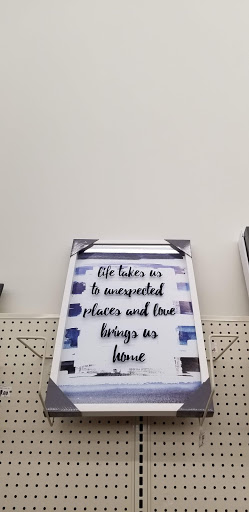 life takes us
to unexpected
places and love
brings us
home